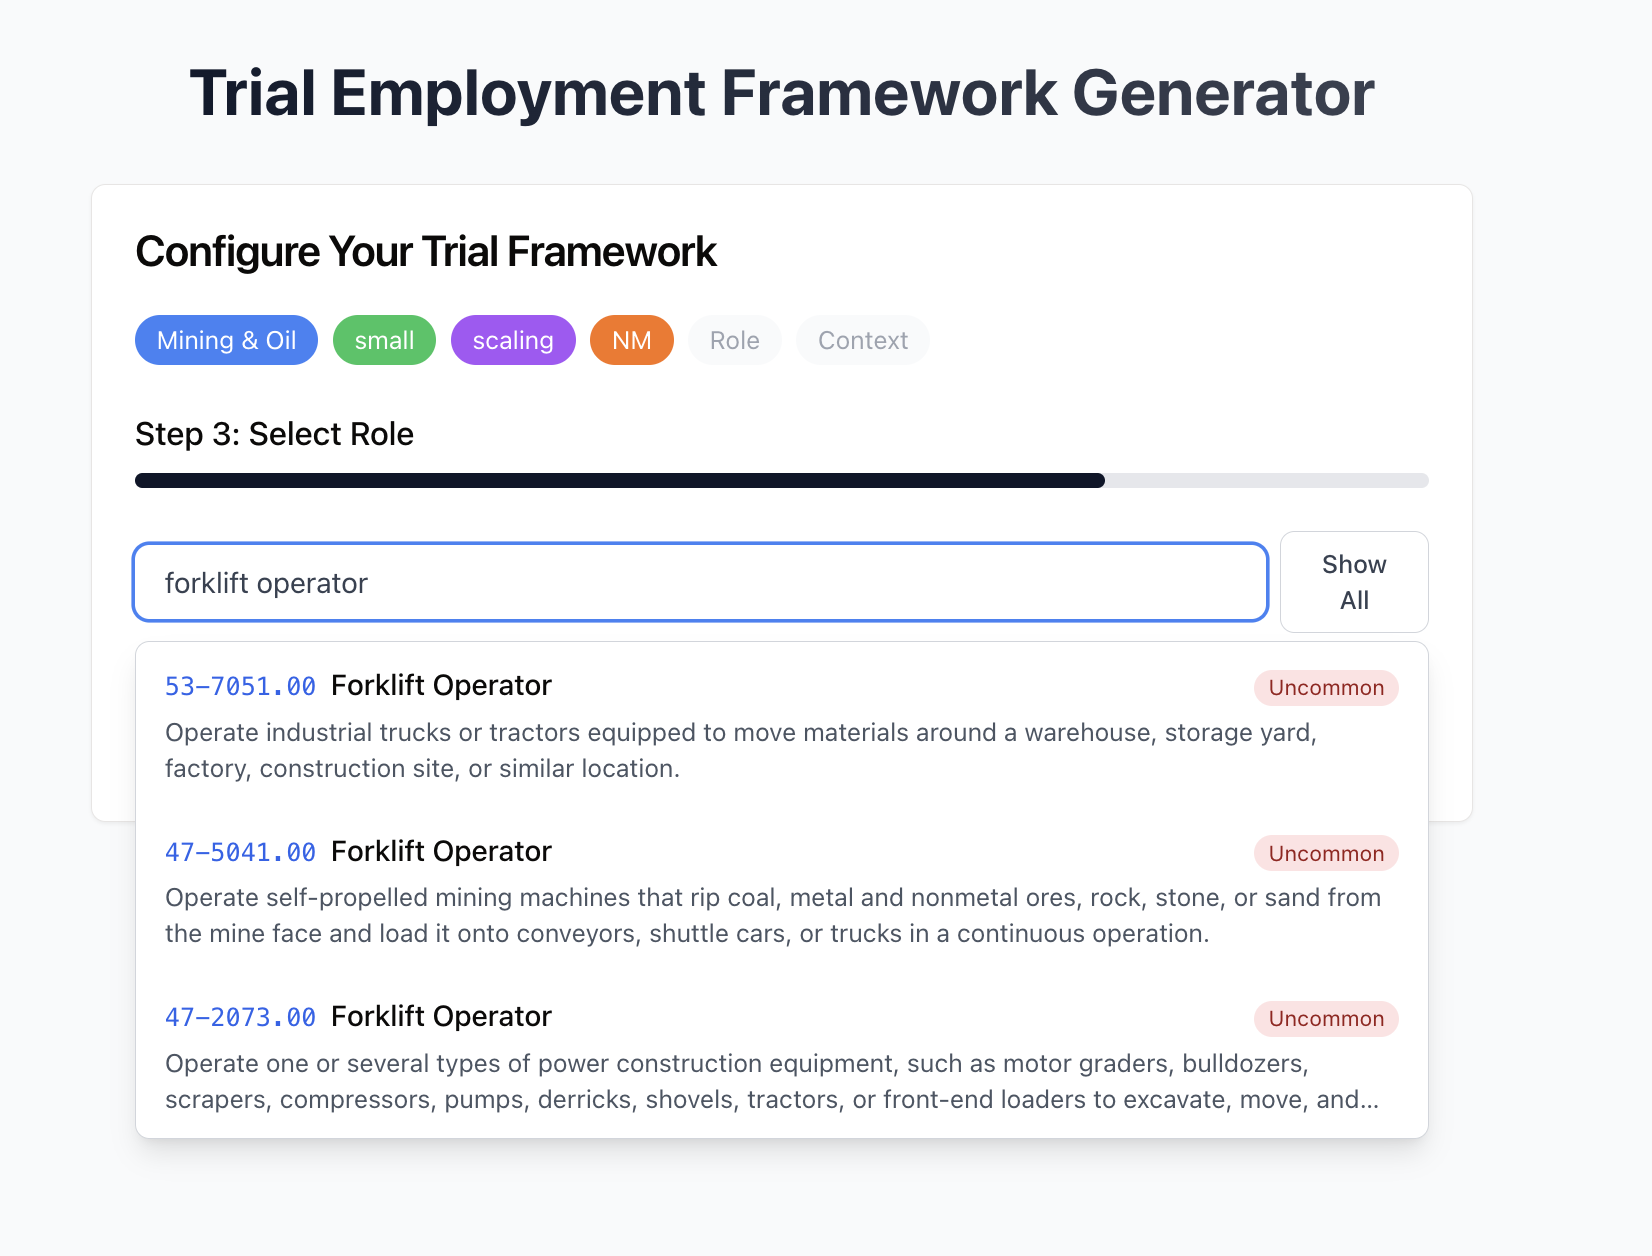 Trial Employment Framework Generator
Configure Your Trial Framework
Mining & Oil small scaling NM Role Context
Step 3: Select Role
forklift operator
Show
All
53-7051.00 Forklift Operator Uncommon
Operate industrial trucks or tractors equipped to move materials around a warehouse, storage yard,
factory, construction site, or similar location.
47-5041.00 Forklift Operator Uncommon
Operate self-propelled mining machines that rip coal, metal and nonmetal ores, rock, stone, or sand from
the mine face and load it onto conveyors, shuttle cars, or trucks in a continuous operation.
47-2073.00 Forklift Operator Uncommon
Operate one or several types of power construction equipment, such as motor graders, bulldozers,
scrapers, compressors, pumps, derricks, shovels, tractors, or front-end loaders to excavate, move, and...